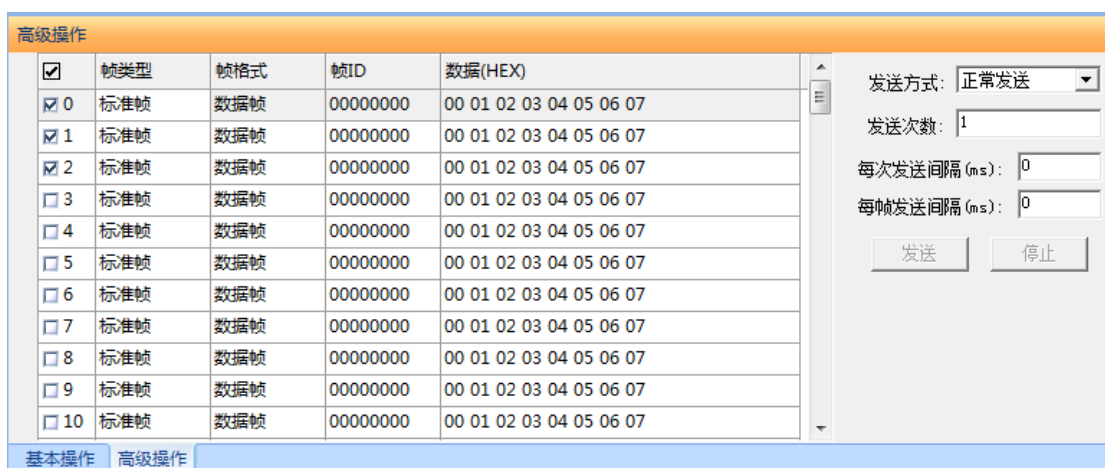 高级操作
帧类型 帧格式 帧ID 数据(HEX)
0 标准帧 数据帧 00000000 00 01 02 03 04 05 06 07
1 标准帧 数据帧 00000000 00 01 02 03 04 05 06 07
2 标准帧 数据帧 00000000 00 01 02 03 04 05 06 07
3 标准帧 数据帧 00000000 00 01 02 03 04 05 06 07
4 标准帧 数据帧 00000000 00 01 02 03 04 05 06 07
5 标准帧 数据帧 00000000 00 01 02 03 04 05 06 07
6 标准帧 数据帧 00000000 00 01 02 03 04 05 06 07
7 标准帧 数据帧 00000000 00 01 02 03 04 05 06 07
8 标准帧 数据帧 00000000 00 01 02 03 04 05 06 07
9 标准帧 数据帧 00000000 00 01 02 03 04 05 06 07
10 标准帧 数据帧 00000000 00 01 02 03 04 05 06 07
发送方式: 正常发送
发送次数: 1
每次发送间隔(ms): 0
每帧发送间隔(ms): 0
发送 停止
基本操作 高级操作